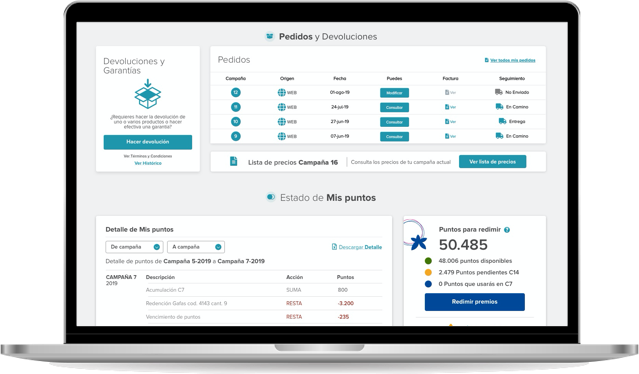 Pedidos y Devoluciones
Devoluciones y
Garantías
¿Requieres hacer la devolución de
uno o varios productos o hacer
efectiva una garantía?
Hacer devolución
Ver Términos y Condiciones
Ver Histórico
Pedidos
Ver todos mis pedidos
Campaña Origen Fecha Puedes Factura Seguimiento
12 WEB 01-ago-19 Modificar Ver No Enviado
11 WEB 24-jul-19 Consultar Ver En Camino
10 WEB 27-jun-19 Consultar Ver Entrega
9 WEB 07-jun-19 Consultar Ver En Camino
Lista de precios Campaña 16 Consulta los precios de tu campaña actual Ver lista de precios
Estado de Mis puntos
Detalle de Mis puntos
De campaña A campaña Descargar Detalle
Detalle de puntos de Campaña 5-2019 a Campaña 7-2019
CAMPAÑA 7
2019
Descripción Acción Puntos
Acumulación C7 SUMA 800
Redención Gafas cod. 4143 cant. 9 RESTA -3.200
Vencimiento de puntos RESTA -235
Puntos para redimir ?
50.485
48.006 puntos disponibles
2.479 Puntos pendientes C14
0 Puntos que usarás en C7
Redimir premios